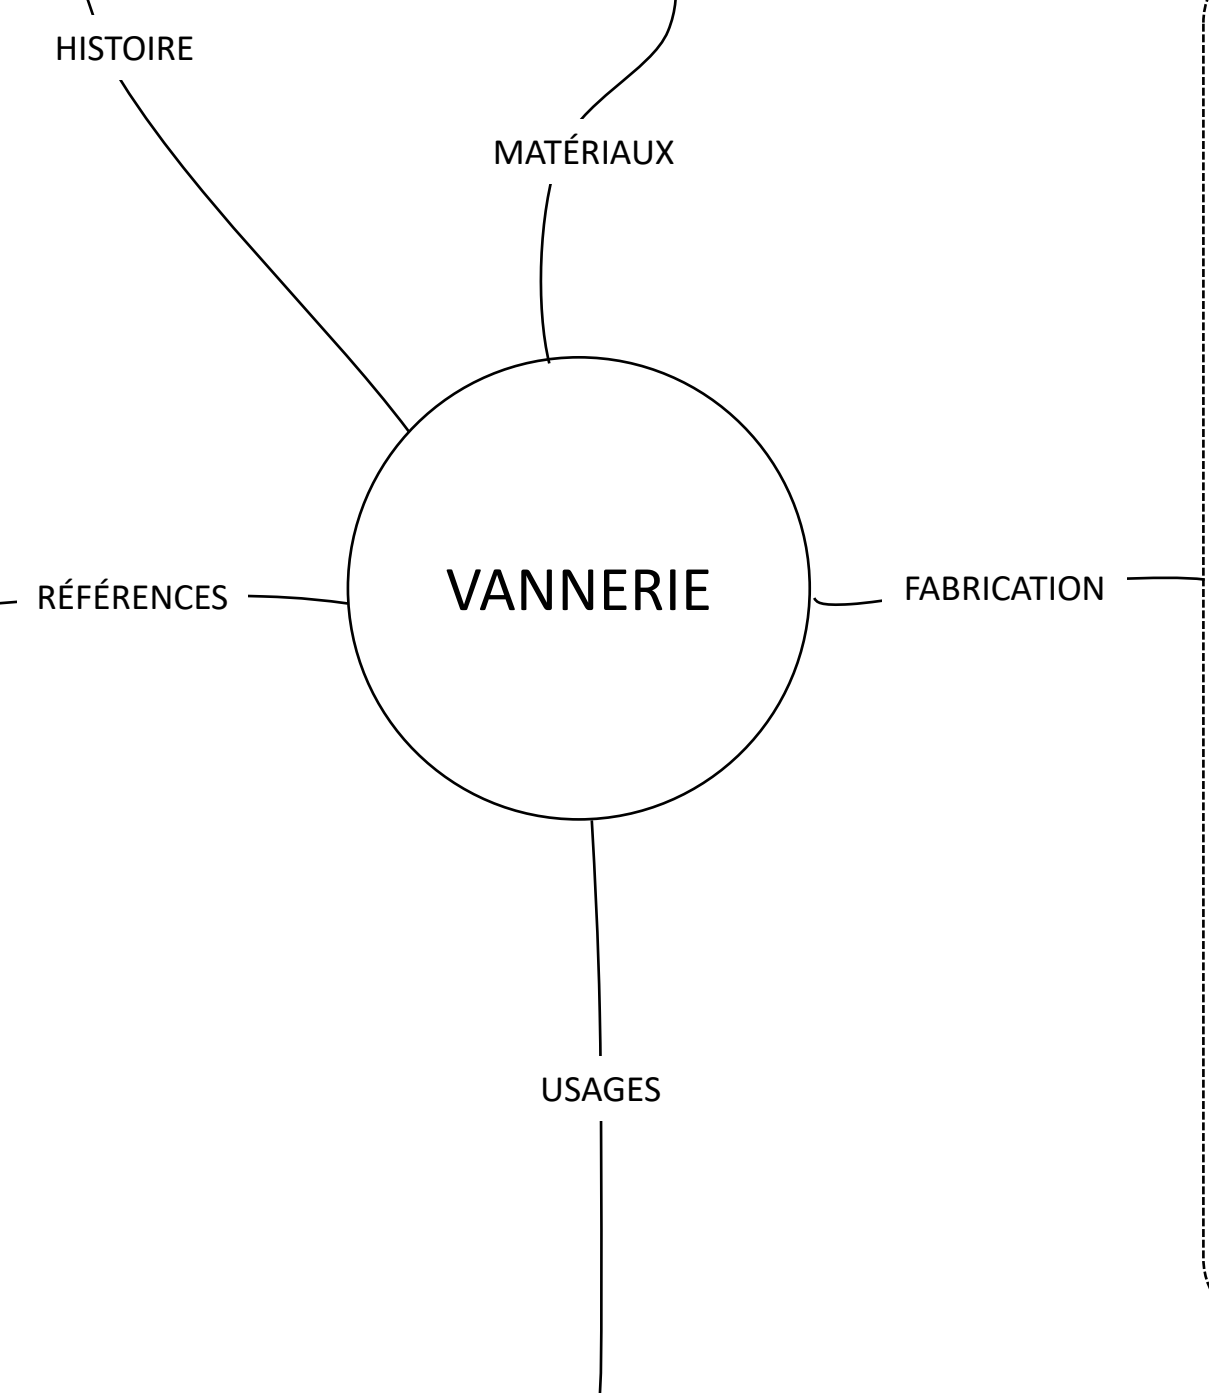 HISTOIRE
MATÉRIAUX
RÉFÉRENCES
VANNERIE
FABRICATION
USAGES